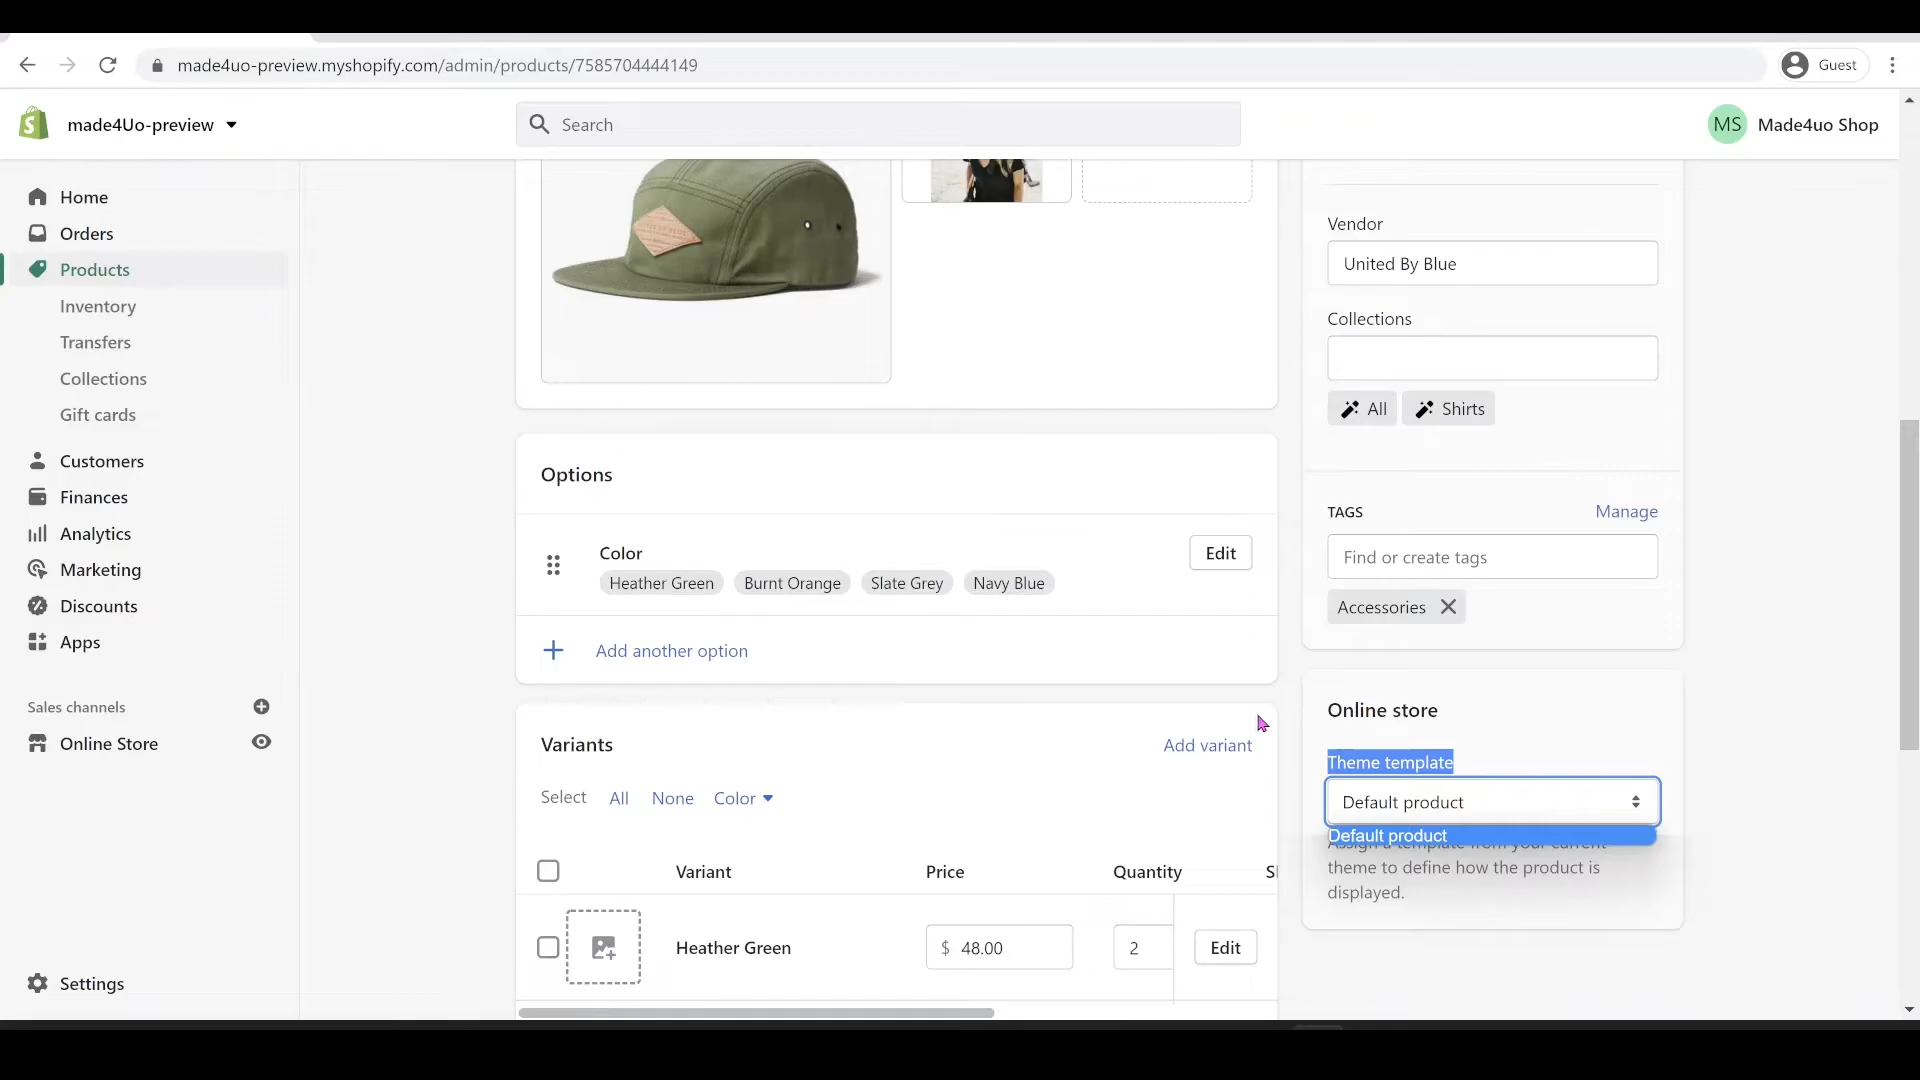 made4uo-preview.myshopify.com/admin/products/7585704444149
Guest
made4Uo-preview
Search
MS
Made4uo Shop
Home
Orders
Products
Inventory
Transfers
Collections
Gift cards
Customers
Finances
Analytics
Marketing
Discounts
Apps
Sales channels
Online Store
Settings
Options
Color
Edit
Heather Green
Burnt Orange
Slate Grey
Navy Blue
Add another option
Variants
Add variant
Select
All
None
Color
Variant
Price
Quantity
Heather Green
$ 48.00
2
Edit
Vendor
United By Blue
Collections
All
Shirts
TAGS
Manage
Find or create tags
Accessories
Online store
Theme template
Default product
Default product
Assign a template from your current
theme to define how the product is
displayed.